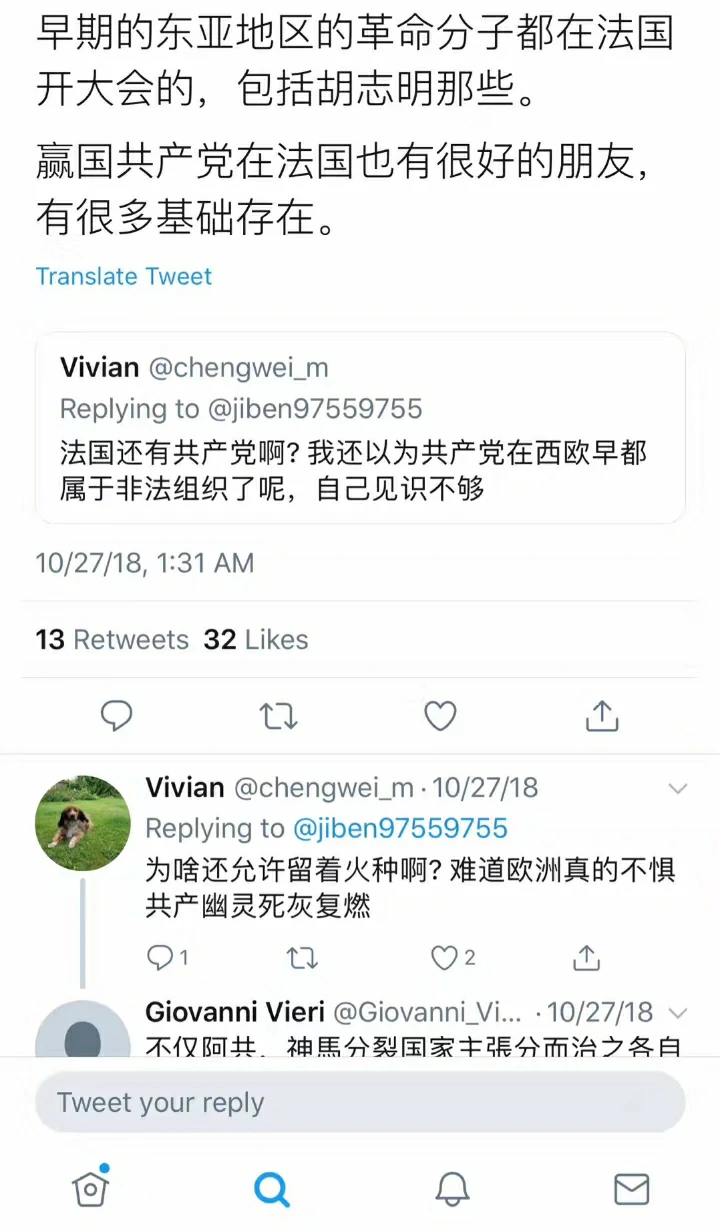 早期的东亚地区的革命分子都在法国
开大会的，包括胡志明那些。
赢国共产党在法国也有很好的朋友，
有很多基础存在。
Translate Tweet
Vivian @chengwei_m
Replying to @jiben97559755
法国还有共产党啊? 我还以为共产党在西欧早都
属于非法组织了呢，自己见识不够
10/27/18, 1:31 AM
13 Retweets 32 Likes
Vivian @chengwei_m · 10/27/18
Replying to @jiben97559755
为啥还允许留着火种啊? 难道欧洲真的不惧
共产幽灵死灰复燃
1 2
Giovanni Vieri @Giovanni_Vi... · 10/27/18
不仅阿共，神馬分裂国家主張分而治之各自
Tweet your reply